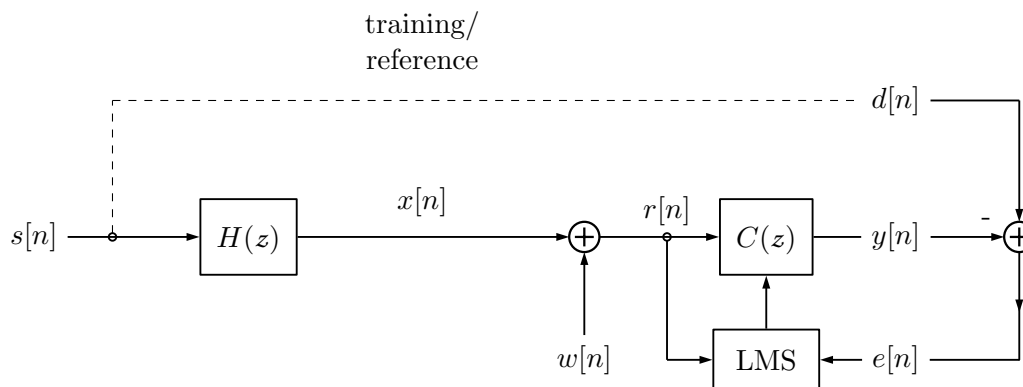 training/
reference
d[n]
x[n]
r[n]
-
s[n]
H(z)
+
C(z)
y[n]
+
w[n]
LMS
e[n]